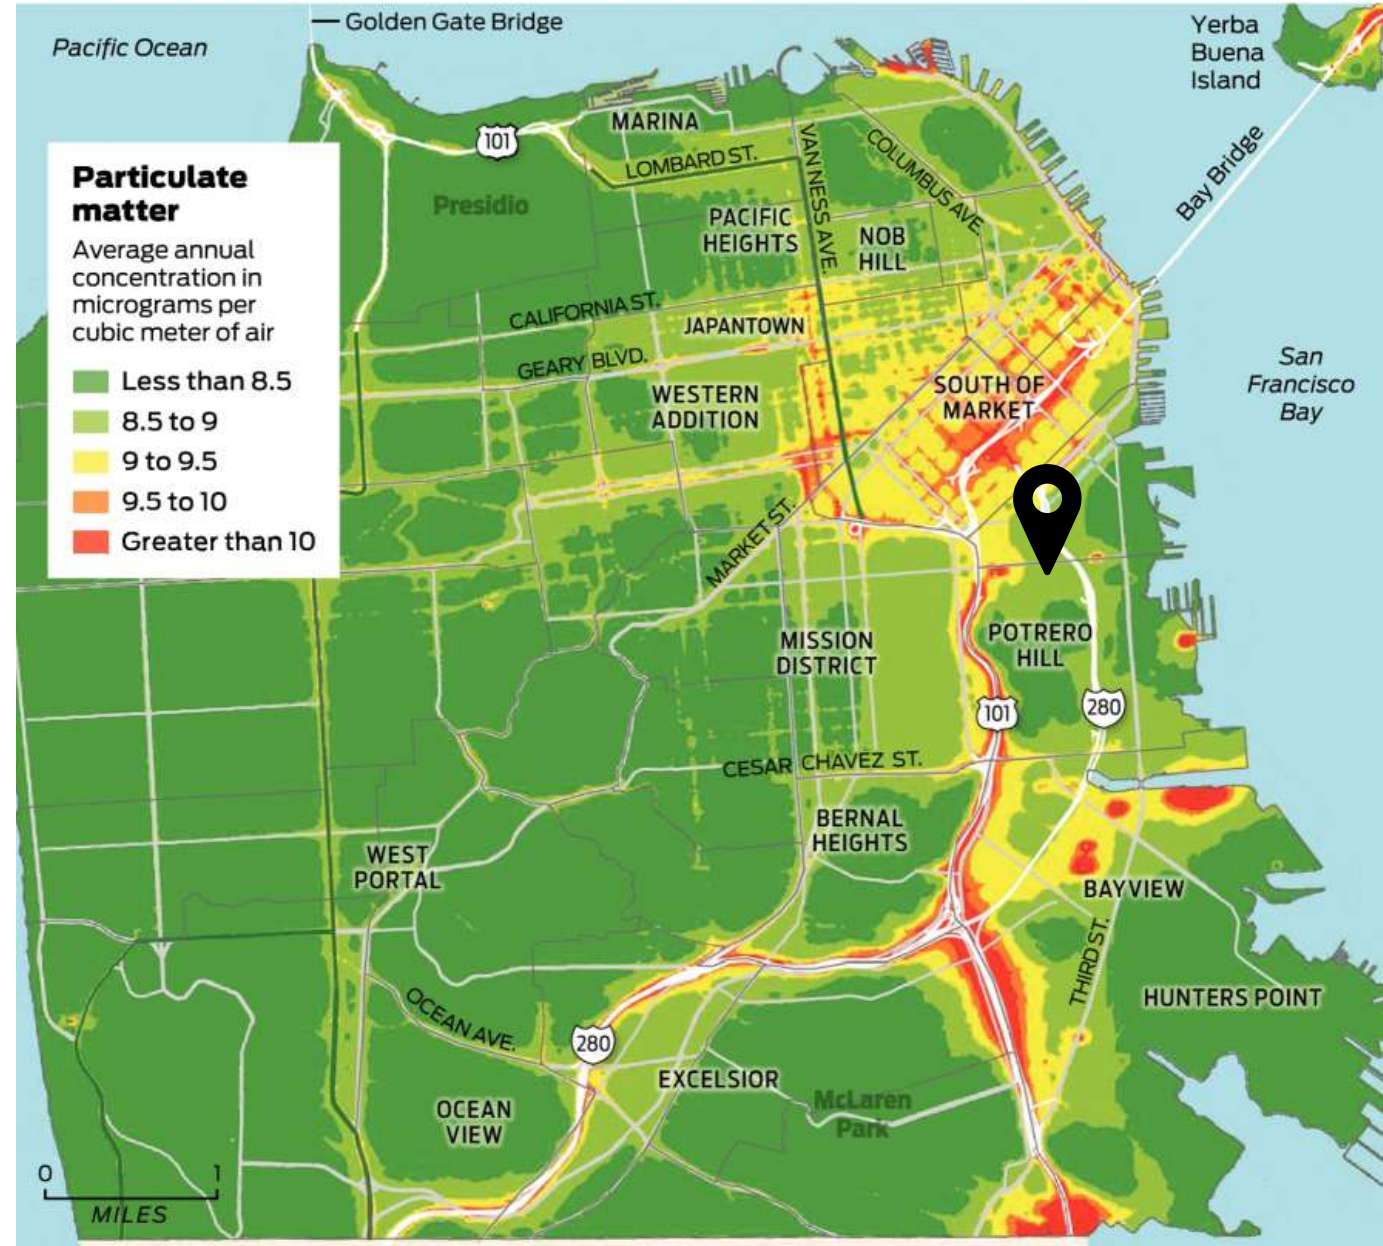 Golden Gate Bridge
Pacific Ocean
Yerba
Buena
Island
101
MARINA
LOMBARD ST.
VAN NESS AVE.
COLUMBUS AVE.
Bay Bridge
Particulate
matter
Average annual
concentration in
micrograms per
cubic meter of air
Less than 8.5
8.5 to 9
9 to 9.5
9.5 to 10
Greater than 10
Presidio
PACIFIC
HEIGHTS
NOB
HILL
CALIFORNIA ST.
JAPANTOWN
GEARY BLVD.
WESTERN
ADDITION
SOUTH OF
MARKET
San
Francisco
Bay
MARKET ST.
MISSION
DISTRICT
POTRERO
HILL
101
280
CESAR CHAVEZ ST.
BERNAL
HEIGHTS
WEST
PORTAL
BAYVIEW
THIRD ST.
HUNTERS POINT
OCEAN AVE.
280
EXCELSIOR
McLaren
Park
OCEAN
VIEW
0 1
MILES